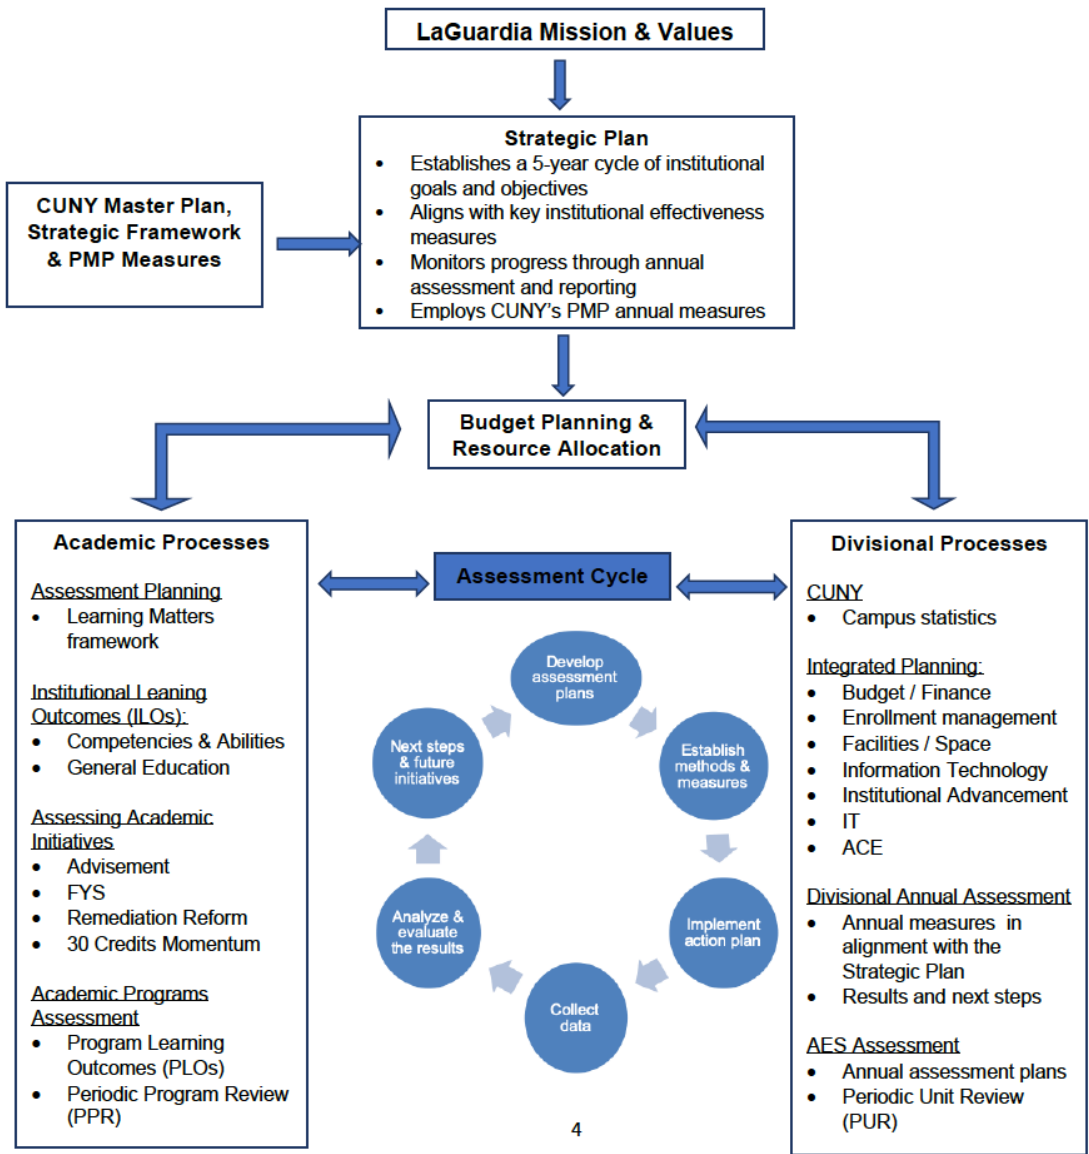 LaGuardia Mission & Values
Strategic Plan
• Establishes a 5-year cycle of institutional
goals and objectives
• Aligns with key institutional effectiveness
measures
• Monitors progress through annual
assessment and reporting
• Employs CUNY's PMP annual measures
CUNY Master Plan,
Strategic Framework
& PMP Measures
Budget Planning &
Resource Allocation
Academic Processes
Assessment Planning
• Learning Matters
framework
Institutional Leaning
Outcomes (ILOs):
• Competencies & Abilities
• General Education
Assessing Academic
Initiatives
• Advisement
• FYS
• Remediation Reform
• 30 Credits Momentum
Academic Programs
Assessment
• Program Learning
Outcomes (PLOs)
• Periodic Program Review
(PPR)
Assessment Cycle
Develop
assessment
plans
Establish
methods &
measures
Implement
action plan
Collect
data
Analyze &
evaluate
the results
Next steps
& future
initiatives
Divisional Processes
CUNY
• Campus statistics
Integrated Planning:
• Budget / Finance
• Enrollment management
• Facilities / Space
• Information Technology
• Institutional Advancement
• IT
• ACE
Divisional Annual Assessment
• Annual measures in
alignment with the
Strategic Plan
• Results and next steps
AES Assessment
• Annual assessment plans
• Periodic Unit Review
(PUR)
4